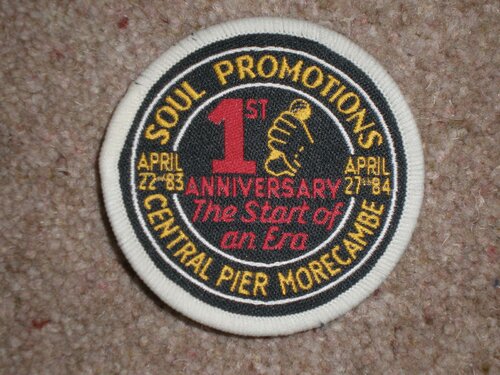 SOUL PROMOTIONS
1ST
ANNIVERSARY
The Start of
an Era
APRIL
22ND 83
APRIL
27TH 84
CENTRAL PIER MORECAMBE